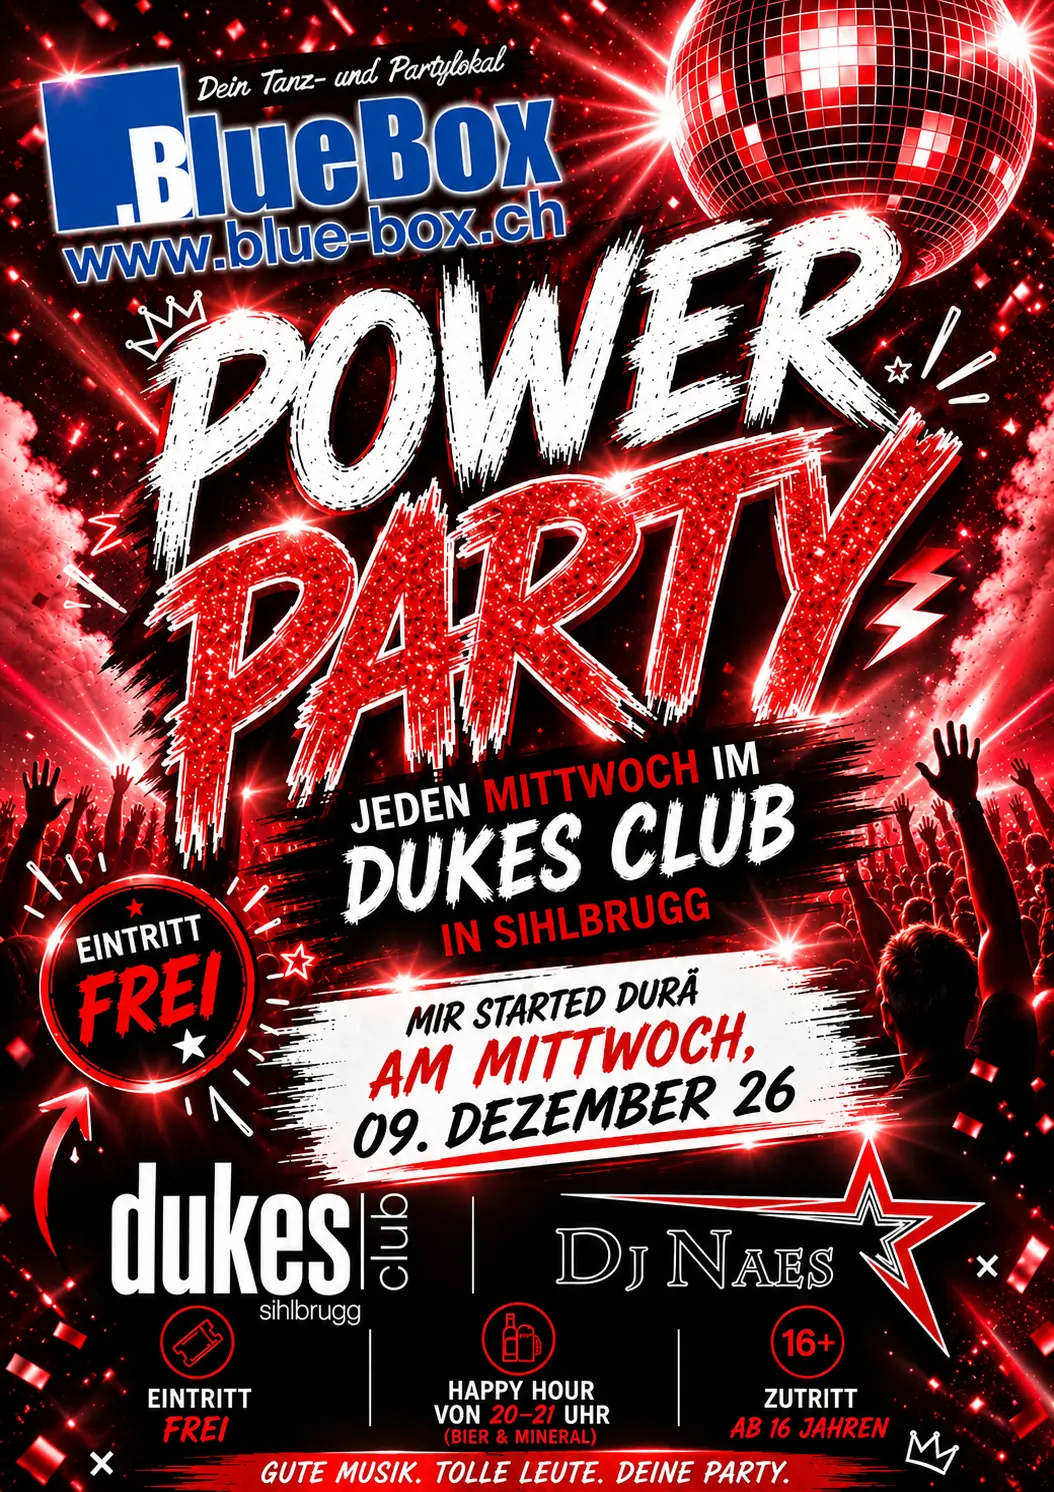 Dein Tanz- und Partylokal
.BlueBox
www.blue-box.ch
POWER
PARTY
JEDEN MITTWOCH IM
DUKES CLUB
IN SIHLBRUGG
EINTRITT
FREI
MIR STARTED DURÄ
AM MITTWOCH,
09. DEZEMBER 26
dukes club
sihlbrugg
DJ NAES
EINTRITT
FREI
HAPPY HOUR
VON 20–21 UHR
(BIER & MINERAL)
16+
ZUTRITT
AB 16 JAHREN
GUTE MUSIK. TOLLE LEUTE. DEINE PARTY.